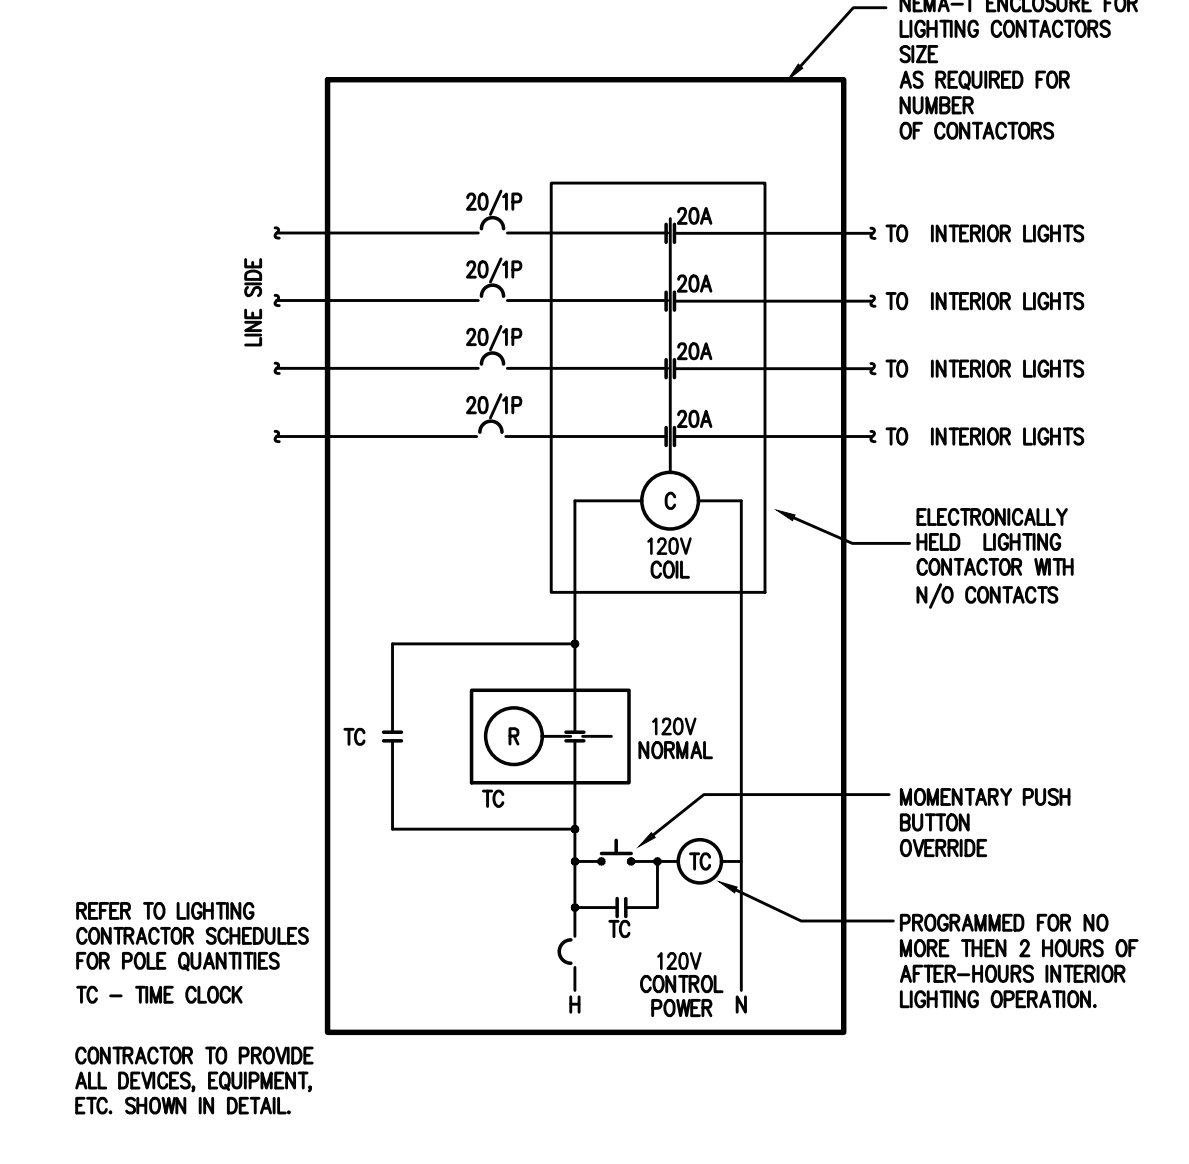 NEMA-1 ENCLOSURE FOR
LIGHTING CONTACTORS
SIZE
AS REQUIRED FOR
NUMBER
OF CONTACTORS
20/1P
20A
TO INTERIOR LIGHTS
20/1P
20A
TO INTERIOR LIGHTS
LINE SIDE
20/1P
20A
TO INTERIOR LIGHTS
20/1P
20A
TO INTERIOR LIGHTS
C
120V
COIL
ELECTRONICALLY
HELD LIGHTING
CONTACTOR WITH
N/O CONTACTS
TC
R
120V
NORMAL
TC
MOMENTARY PUSH
BUTTON
OVERRIDE
TC
TC
PROGRAMMED FOR NO
MORE THEN 2 HOURS OF
AFTER-HOURS INTERIOR
LIGHTING OPERATION.
120V
CONTROL
POWER
H
N
REFER TO LIGHTING
CONTRACTOR SCHEDULES
FOR POLE QUANTITIES
TC - TIME CLOCK
CONTRACTOR TO PROVIDE
ALL DEVICES, EQUIPMENT,
ETC. SHOWN IN DETAIL.